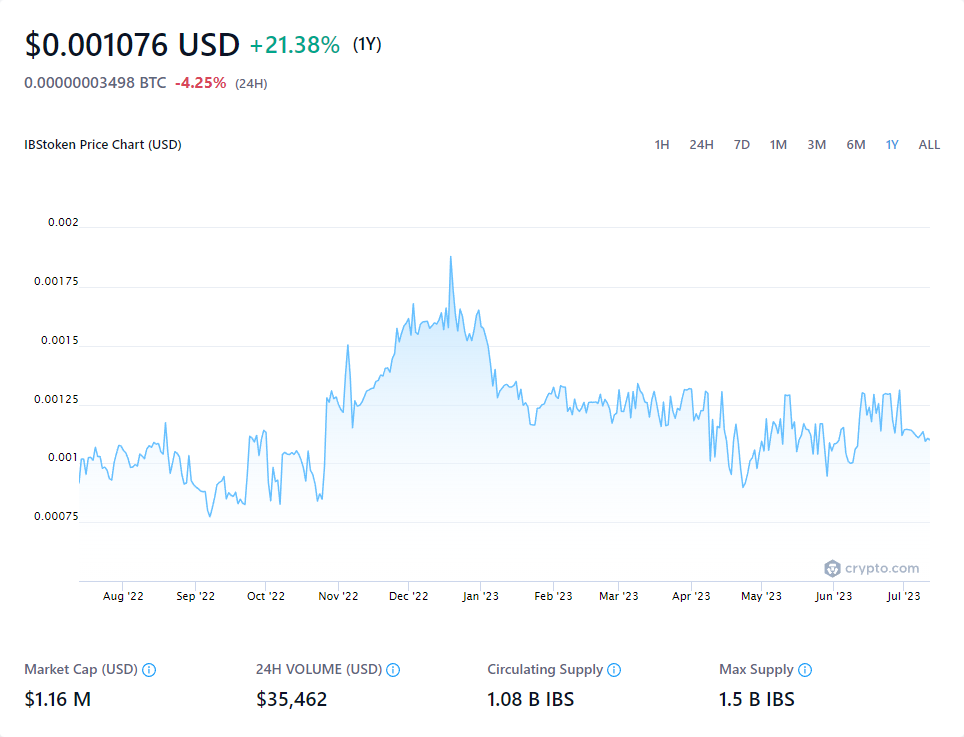 $0.001076 USD +21.38% (1Y)
0.00000003498 BTC -4.25% (24H)
IBStoken Price Chart (USD) 1H 24H 7D 1M 3M 6M 1Y ALL
0.002
0.00175
0.0015
0.00125
0.001
0.00075
crypto.com
Aug '22 Sep '22 Oct '22 Nov '22 Dec '22 Jan '23 Feb '23 Mar '23 Apr '23 May '23 Jun '23 Jul '23
Market Cap (USD) 24H VOLUME (USD) Circulating Supply Max Supply
$1.16 M $35,462 1.08 B IBS 1.5 B IBS